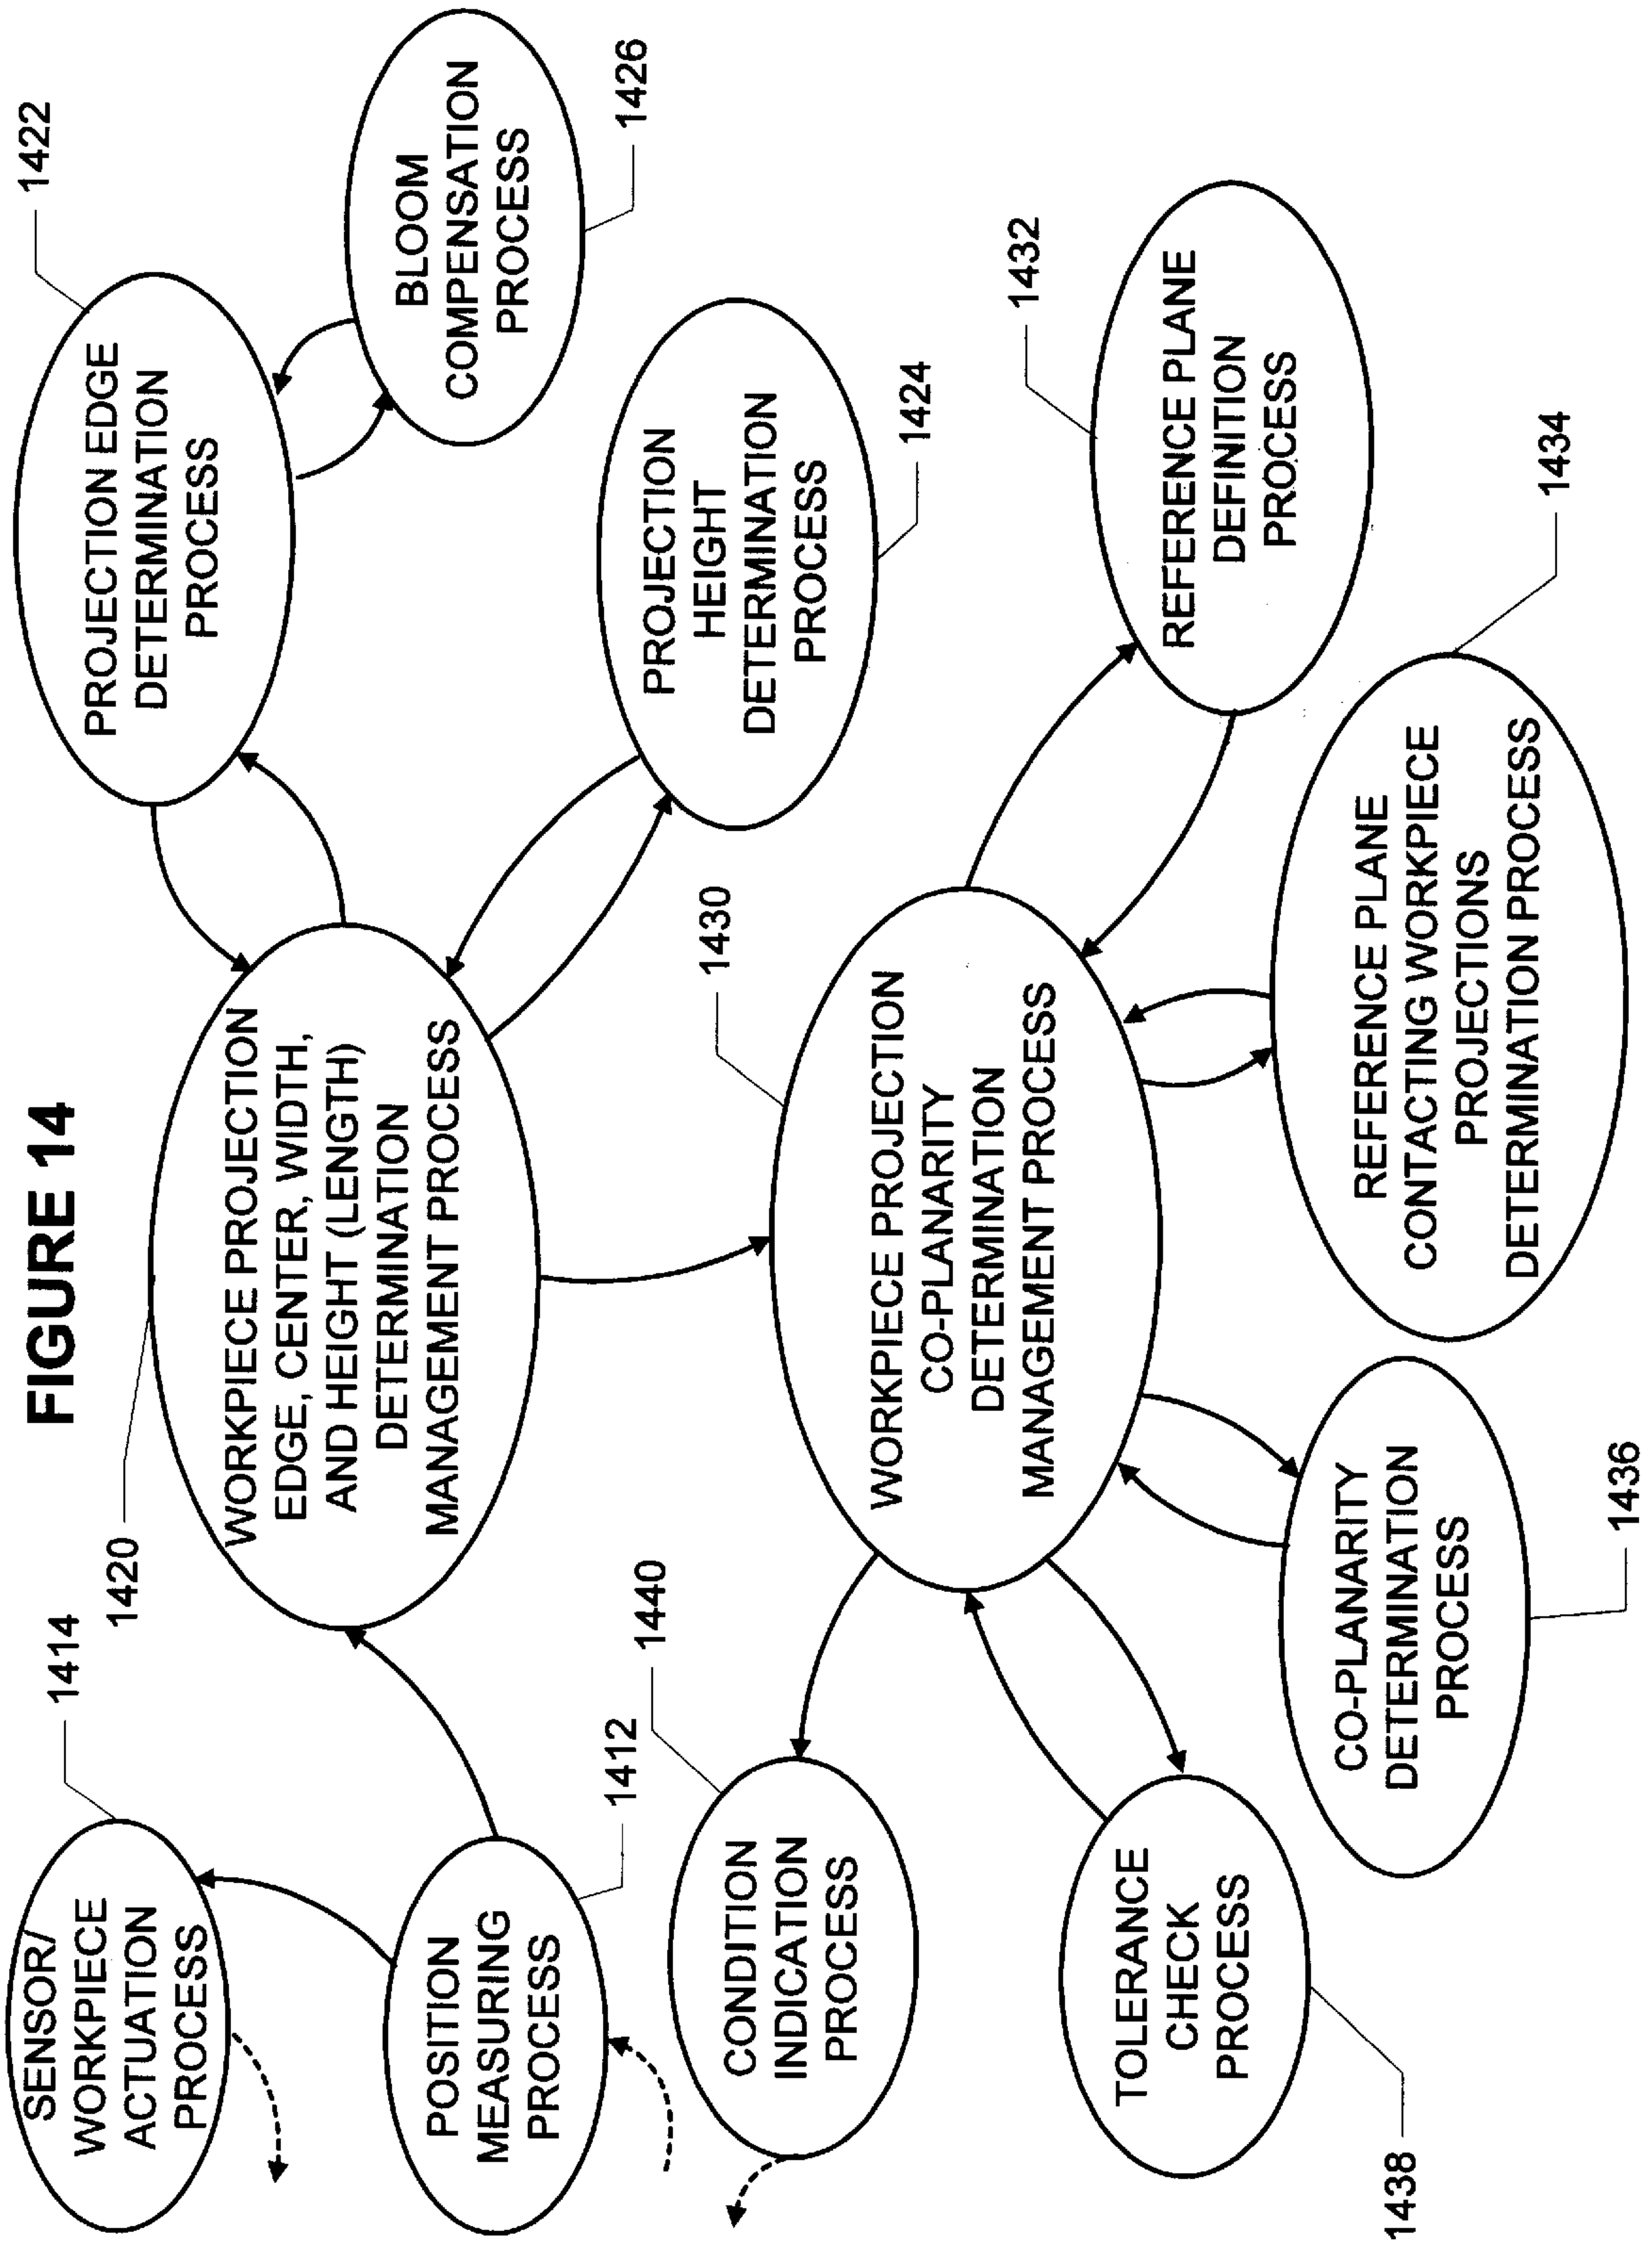 FIGURE 14
1414
SENSOR/
WORKPIECE
ACTUATION
PROCESS
1420
WORKPIECE PROJECTION
EDGE, CENTER, WIDTH,
AND HEIGHT (LENGTH)
DETERMINATION
MANAGEMENT PROCESS
1422
PROJECTION EDGE
DETERMINATION
PROCESS
BLOOM
COMPENSATION
PROCESS
1426
POSITION
MEASURING
PROCESS
1412
PROJECTION
HEIGHT
DETERMINATION
PROCESS
1424
1440
CONDITION
INDICATION
PROCESS
1430
WORKPIECE PROJECTION
CO-PLANARITY
DETERMINATION
MANAGEMENT PROCESS
1432
REFERENCE PLANE
DEFINITION
PROCESS
TOLERANCE
CHECK
PROCESS
1438
CO-PLANARITY
DETERMINATION
PROCESS
1436
REFERENCE PLANE
CONTACTING WORKPIECE
PROJECTIONS
DETERMINATION PROCESS
1434